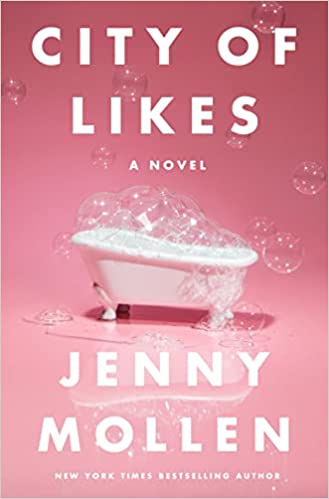 CITY OF
LIKES
A NOVEL
JENNY
MOLLEN
NEW YORK TIMES BESTSELLING AUTHOR